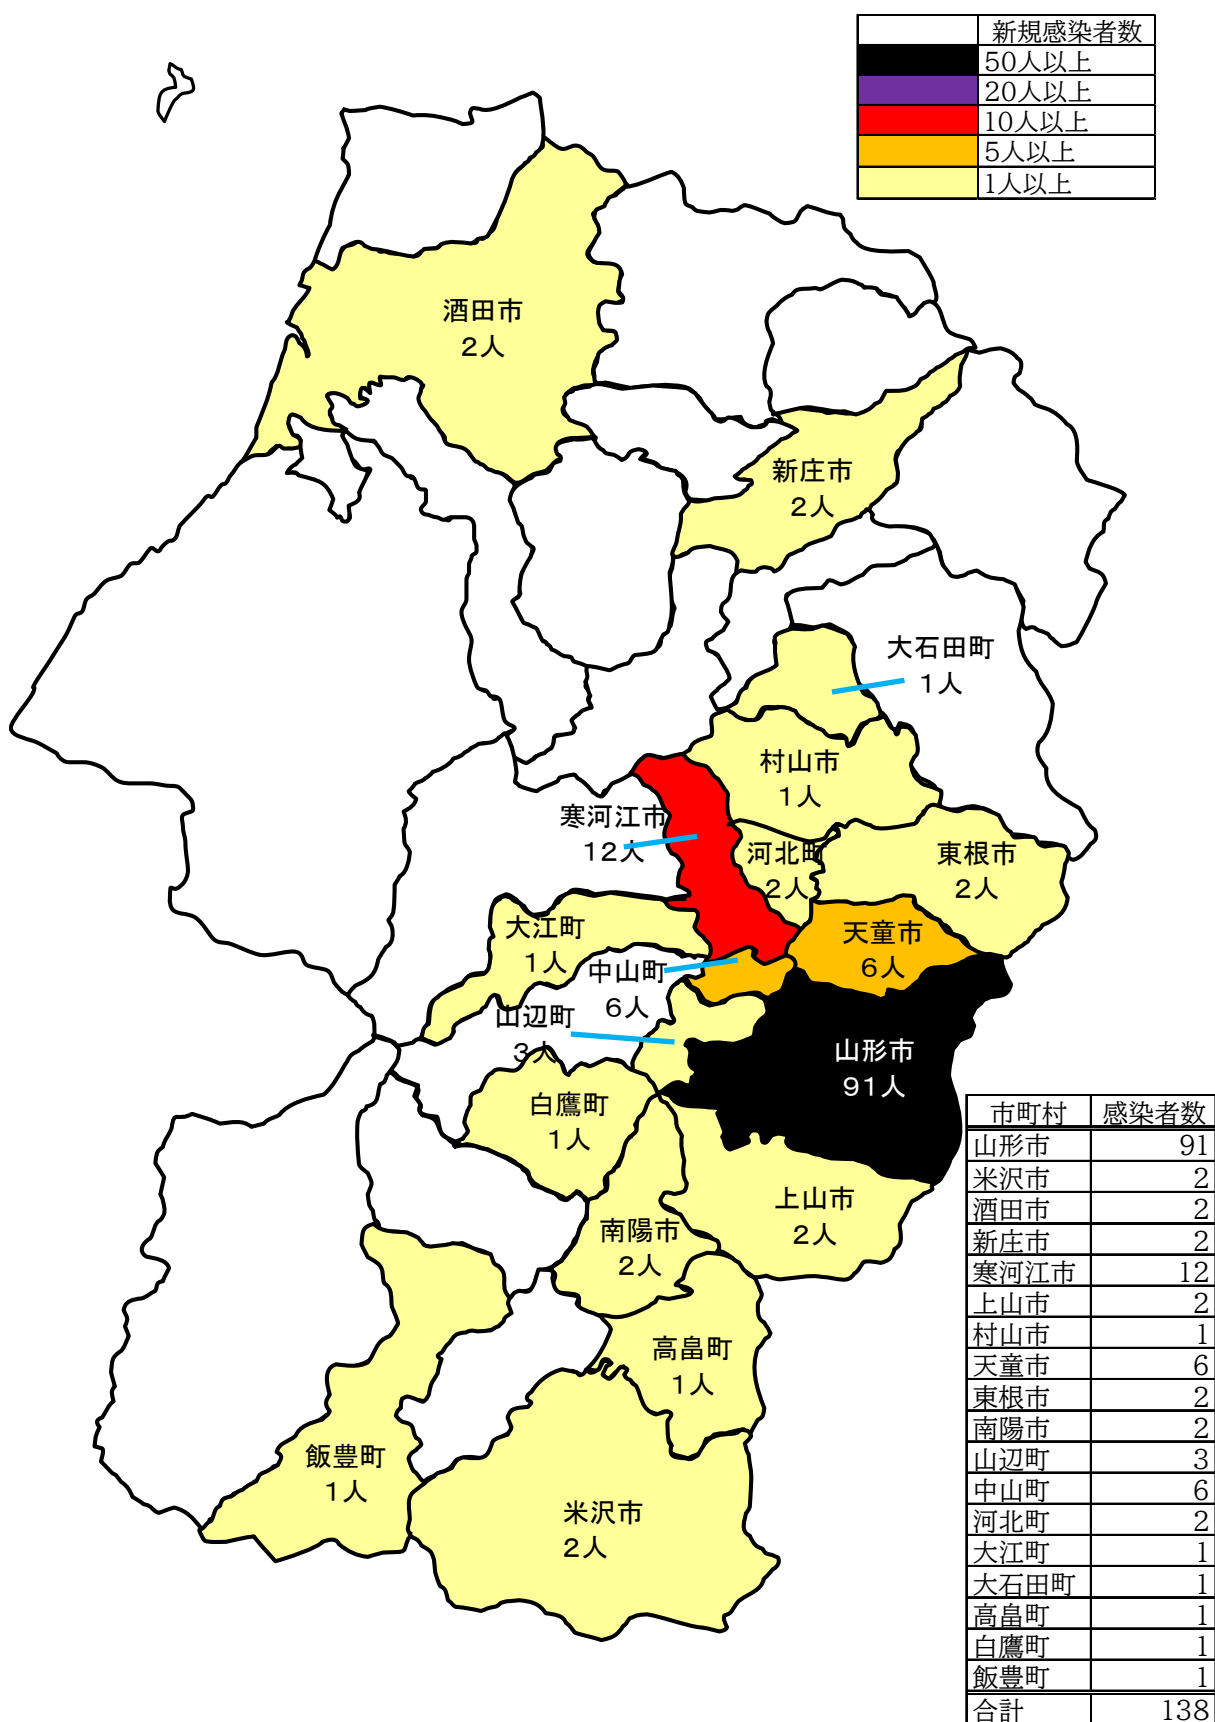 新規感染者数
50人以上
20人以上
10人以上
5人以上
1人以上
酒田市
2人
新庄市
2人
大石田町
1人
村山市
1人
寒河江市
12人
河北町
2人
東根市
2人
大江町
1人
天童市
6人
中山町
6人
山辺町
3人
山形市
91人
白鷹町
1人
上山市
2人
南陽市
2人
高畠町
1人
飯豊町
1人
米沢市
2人
市町村 感染者数
山形市 91
米沢市 2
酒田市 2
新庄市 2
寒河江市 12
上山市 2
村山市 1
天童市 6
東根市 2
南陽市 2
山辺町 3
中山町 6
河北町 2
大江町 1
大石田町 1
高畠町 1
白鷹町 1
飯豊町 1
合計 138